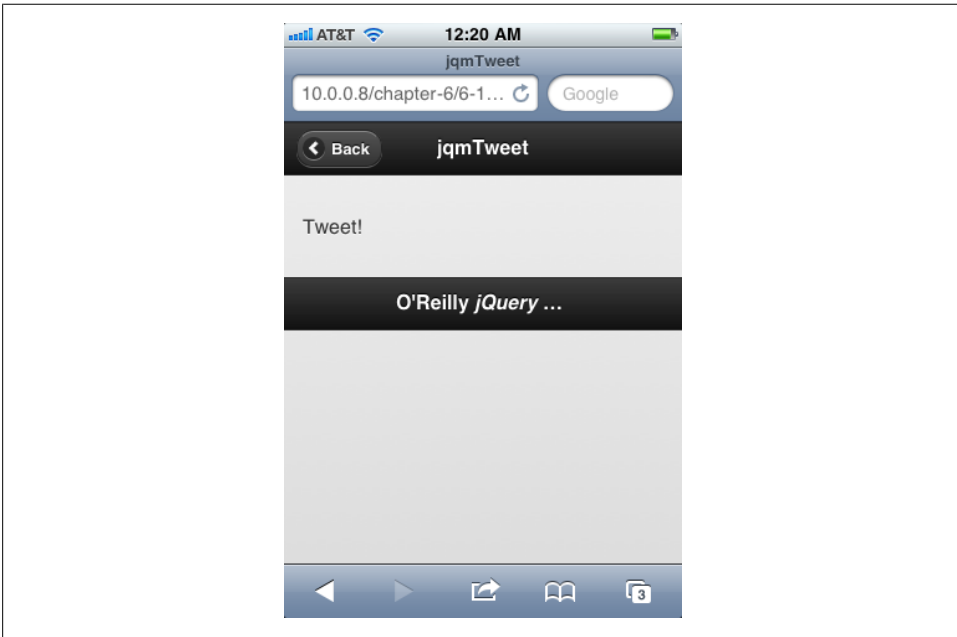 AT&T 12:20 AM
jqmTweet
10.0.0.8/chapter-6/6-1... Google
Back jqmTweet
Tweet!
O'Reilly jQuery ...
3